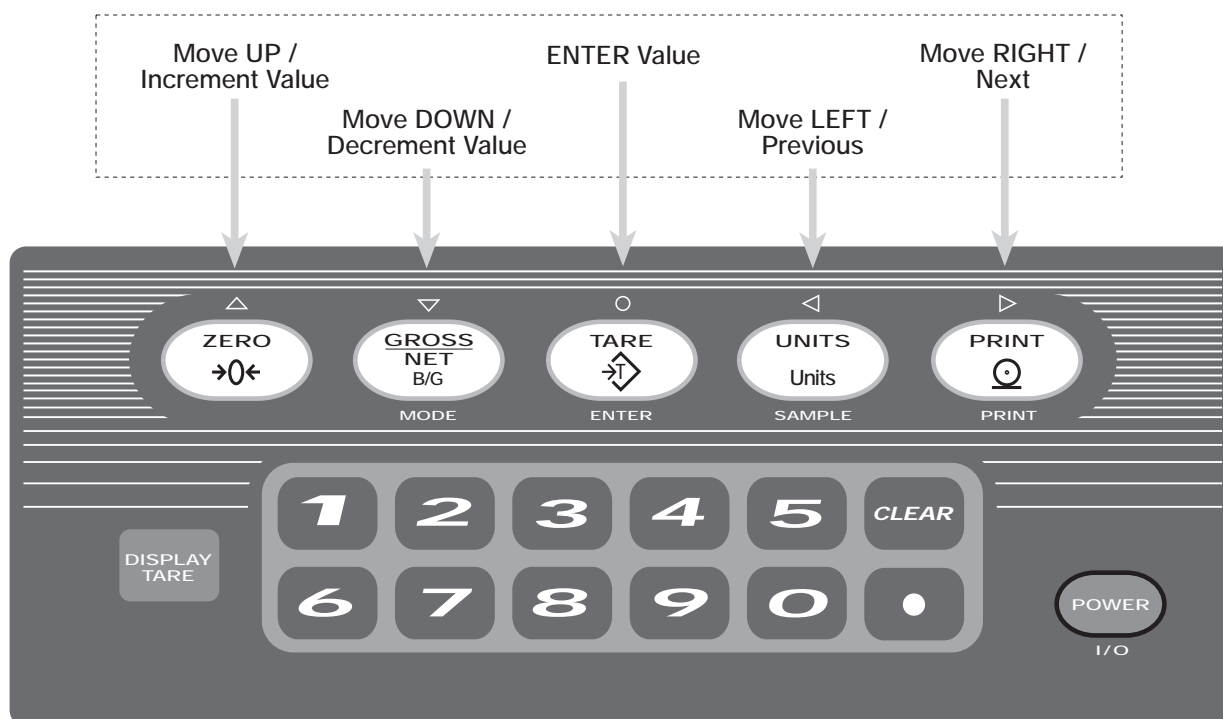 Move UP /
Increment Value
Move DOWN /
Decrement Value
ENTER Value
Move LEFT /
Previous
Move RIGHT /
Next
ZERO
→0←
GROSS
NET
B/G
MODE
TARE
T
ENTER
UNITS
Units
SAMPLE
PRINT
PRINT
1 2 3 4 5 CLEAR
DISPLAY
TARE
6 7 8 9 0 •
POWER
I/O